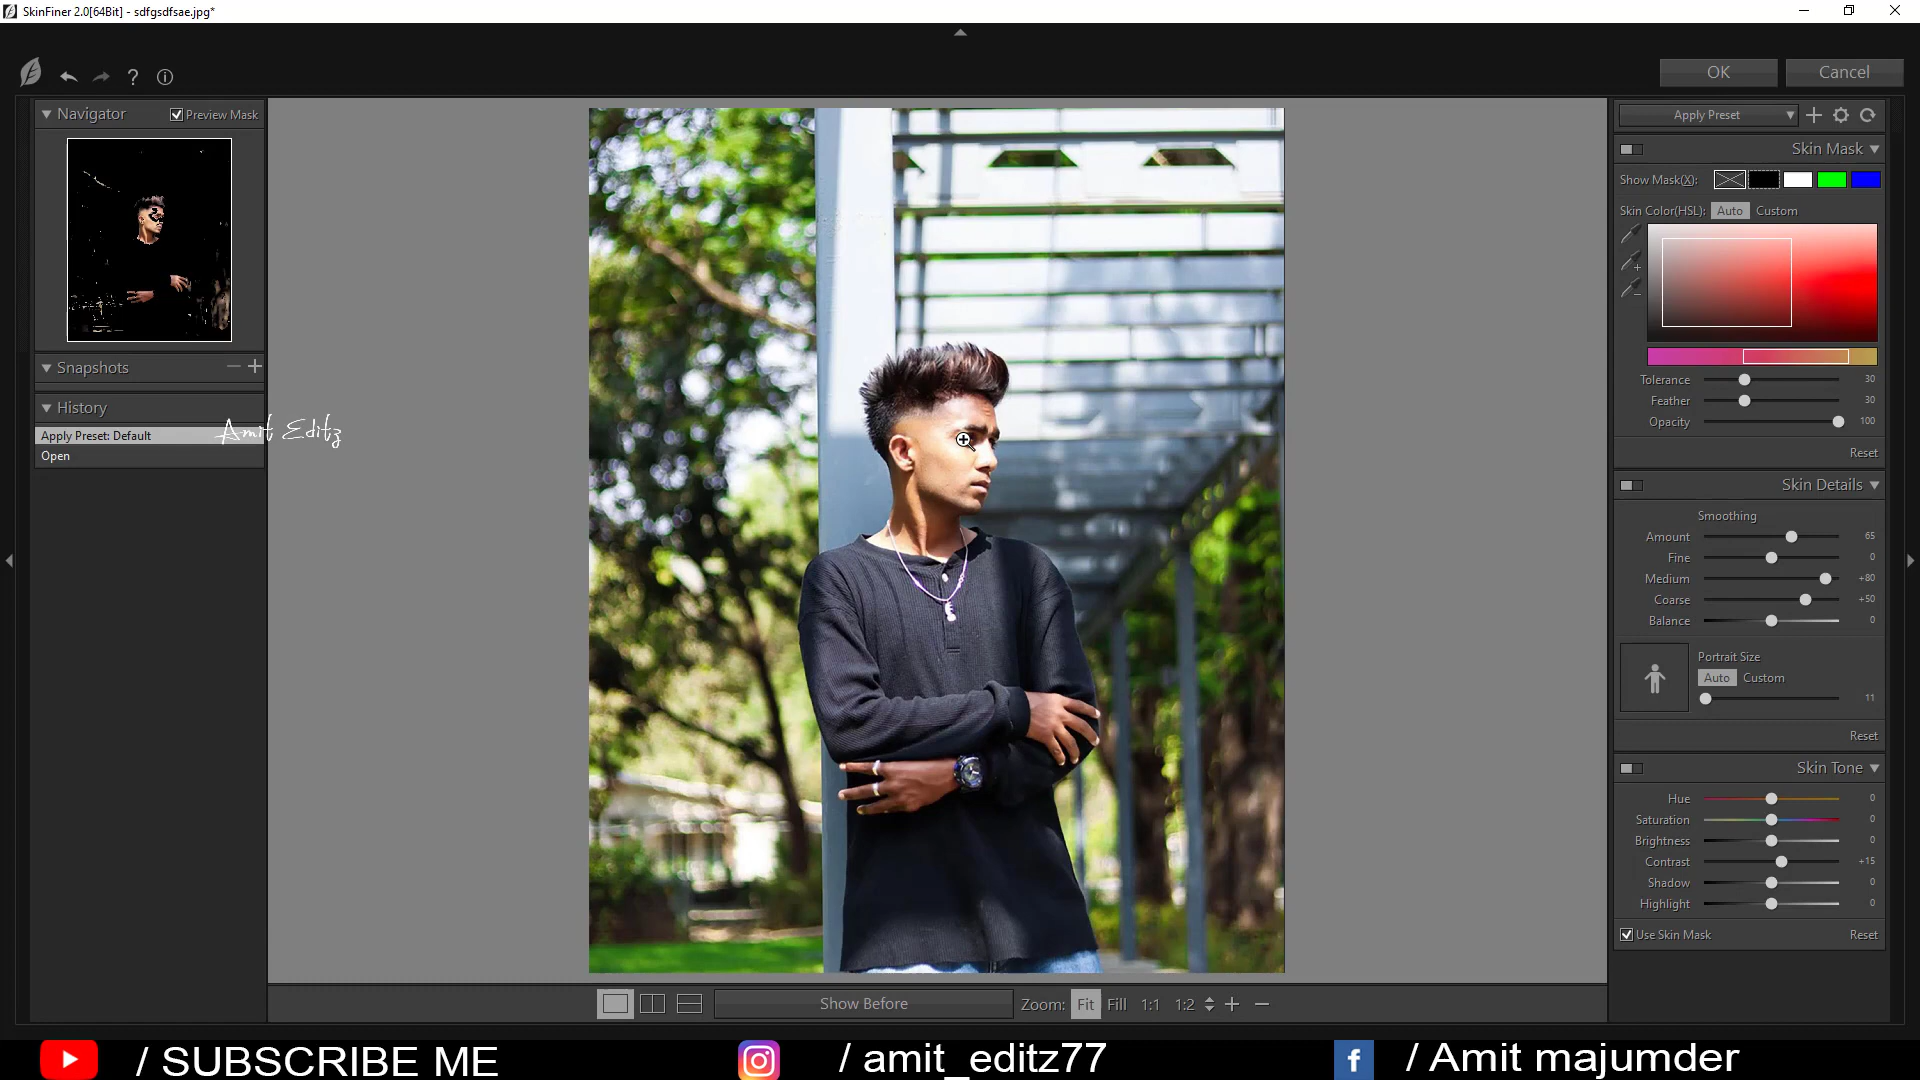 SkinFiner 2.0[64Bit] - sdfgsdfsae.jpg*
OK
Cancel
Navigator
Preview Mask
Snapshots
History
Apply Preset: Default
Open
Amit Editz
Apply Preset
Skin Mask
Show Mask(X):
Skin Color(HSL): Auto Custom
Tolerance 30
Feather 30
Opacity 100
Reset
Skin Details
Smoothing
Amount 65
Fine 0
Medium +80
Coarse +50
Balance 0
Portrait Size
Auto Custom
11
Reset
Skin Tone
Hue 0
Saturation 0
Brightness 0
Contrast +15
Shadow 0
Highlight 0
Use Skin Mask Reset
Show Before Zoom: Fit Fill 1:1 1:2
/ SUBSCRIBE ME
/ amit_editz77
/ Amit majumder